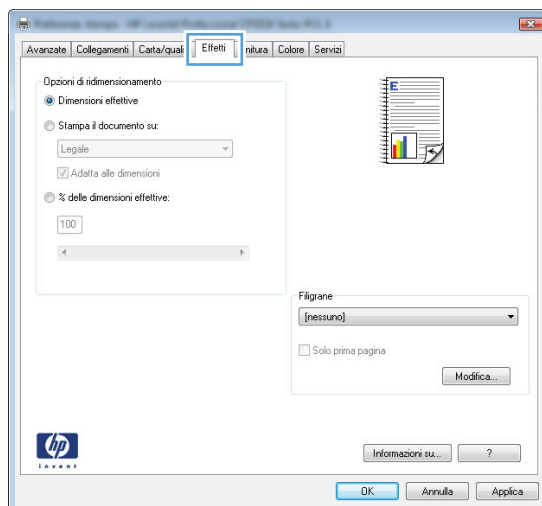 Avanzate Collegamenti Carta/quali Effetti nitura Colore Servizi
Opzioni di ridimensionamento
Dimensioni effettive
Stampa il documento su:
Legale
Adatta alle dimensioni
% delle dimensioni effettive:
100
E
Filigrane
[nessuno]
Solo prima pagina
Modifica...
hp
invent
Informazioni su... ?
OK Annulla Applica